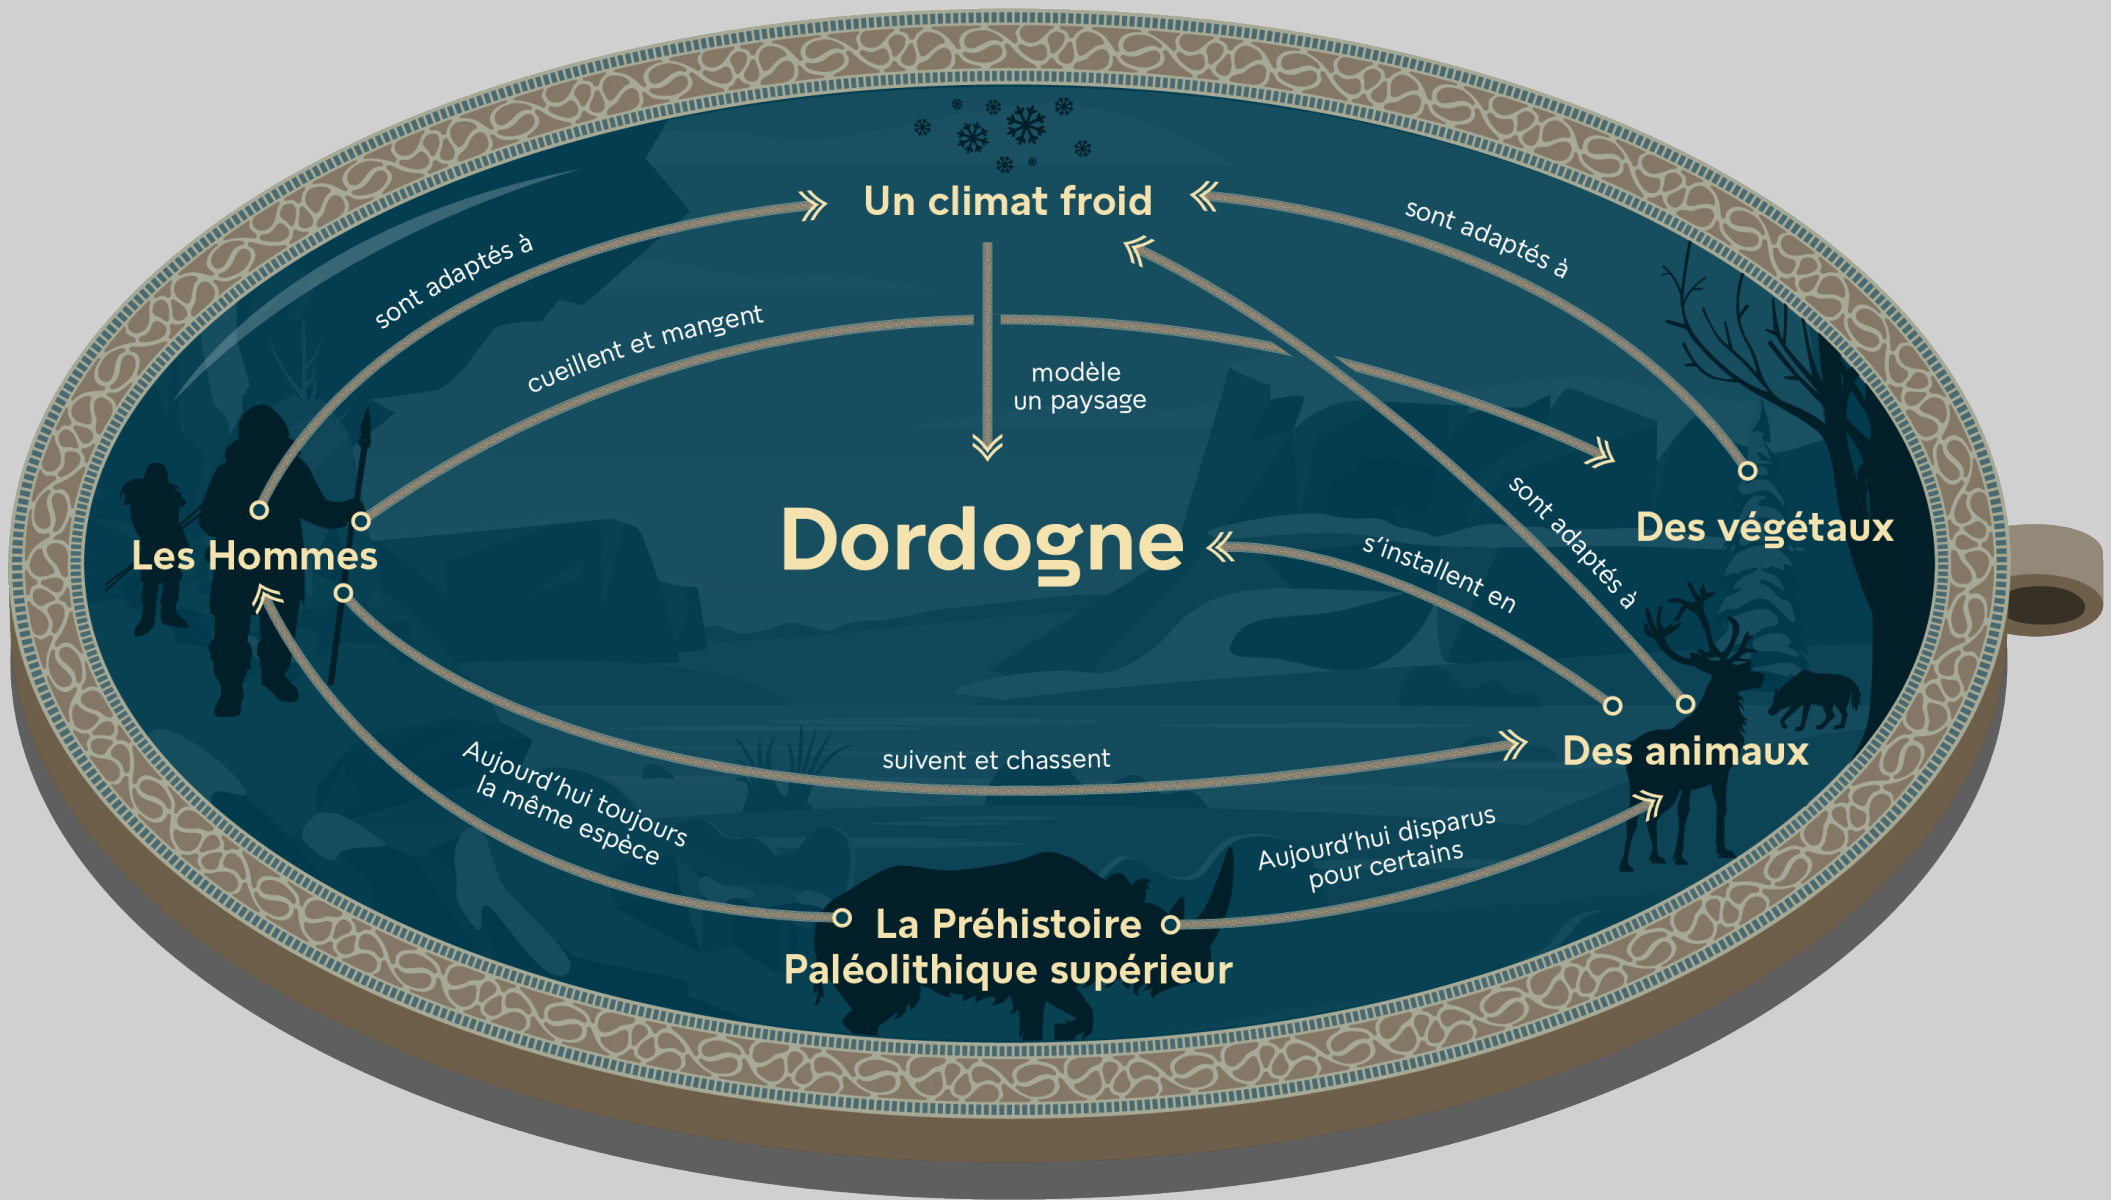 Un climat froid
sont adaptés à
sont adaptés à
cueillent et mangent
modèle
un paysage
Dordogne
Les Hommes
Des végétaux
sont adaptés à
s’installent en
Des animaux
suivent et chassent
Aujourd’hui toujours
la même espèce
Aujourd’hui disparus
pour certains
La Préhistoire
Paléolithique supérieur